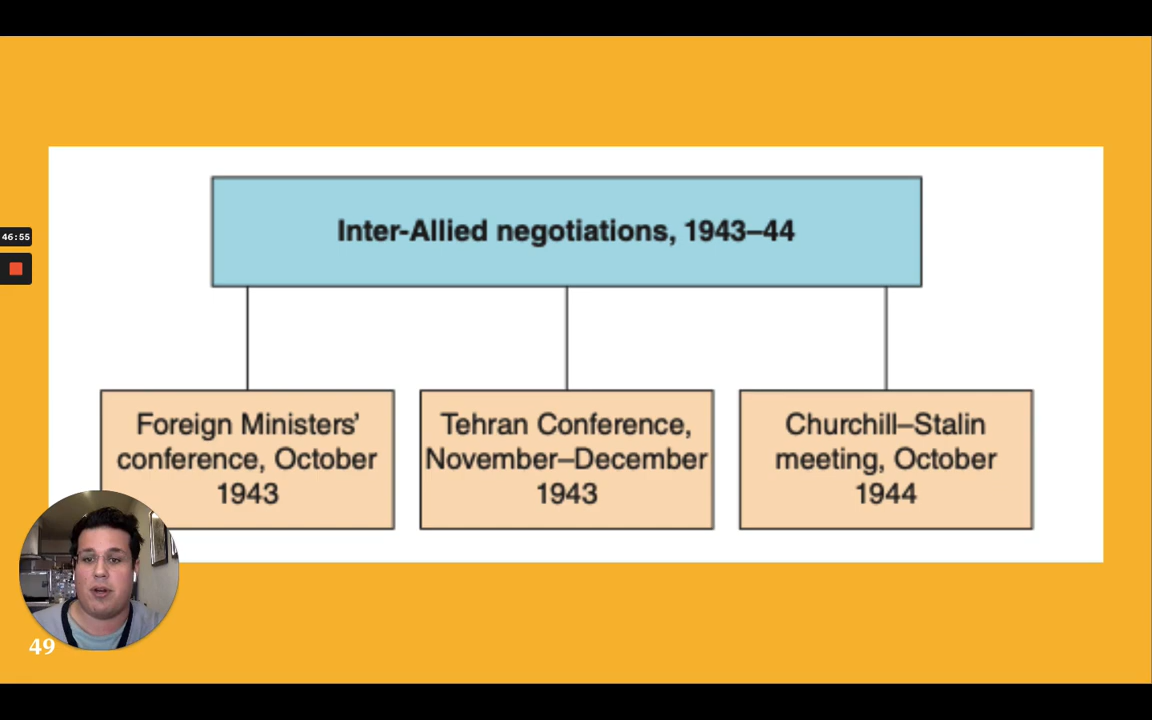 Inter-Allied negotiations, 1943–44
46:55
Foreign Ministers’
conference, October
1943
Tehran Conference,
November–December
1943
Churchill–Stalin
meeting, October
1944
49